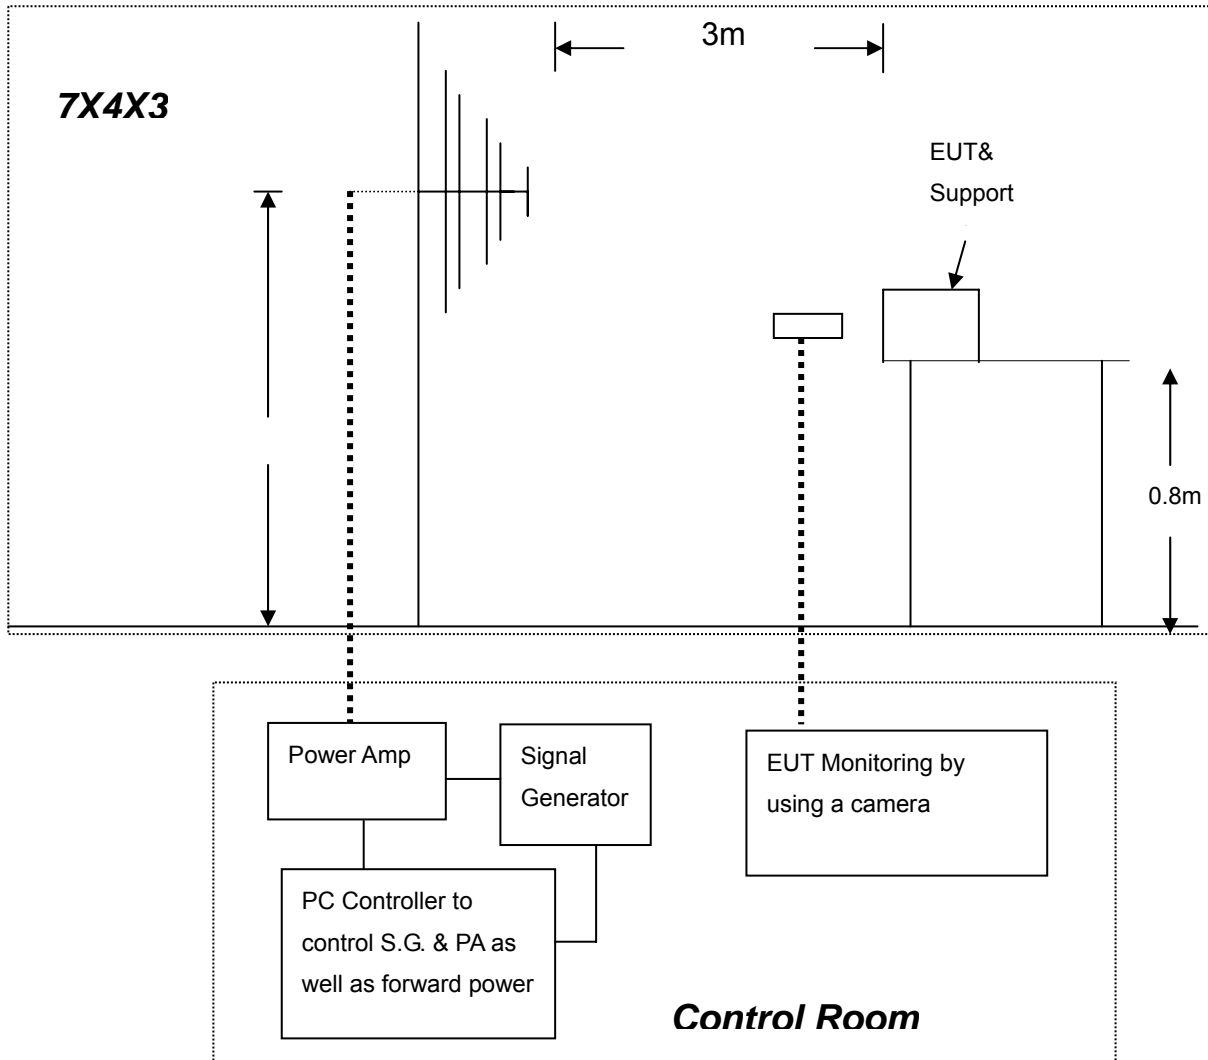 3m
7X4X3
EUT&
Support
0.8m
Power Amp
Signal
Generator
EUT Monitoring by
using a camera
PC Controller to
control S.G. & PA as
well as forward power
Control Room